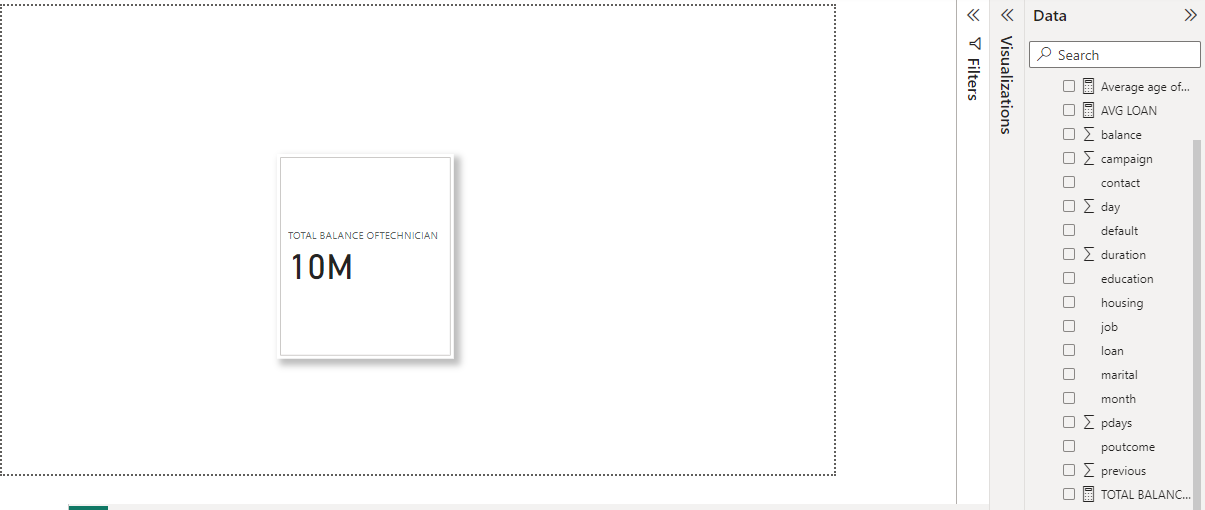 TOTAL BALANCE OFTECHNICIAN
10M
Filters
Visualizations
Data
Search
Average age of...
AVG LOAN
balance
campaign
contact
day
default
duration
education
housing
job
loan
marital
month
pdays
poutcome
previous
TOTAL BALANC...